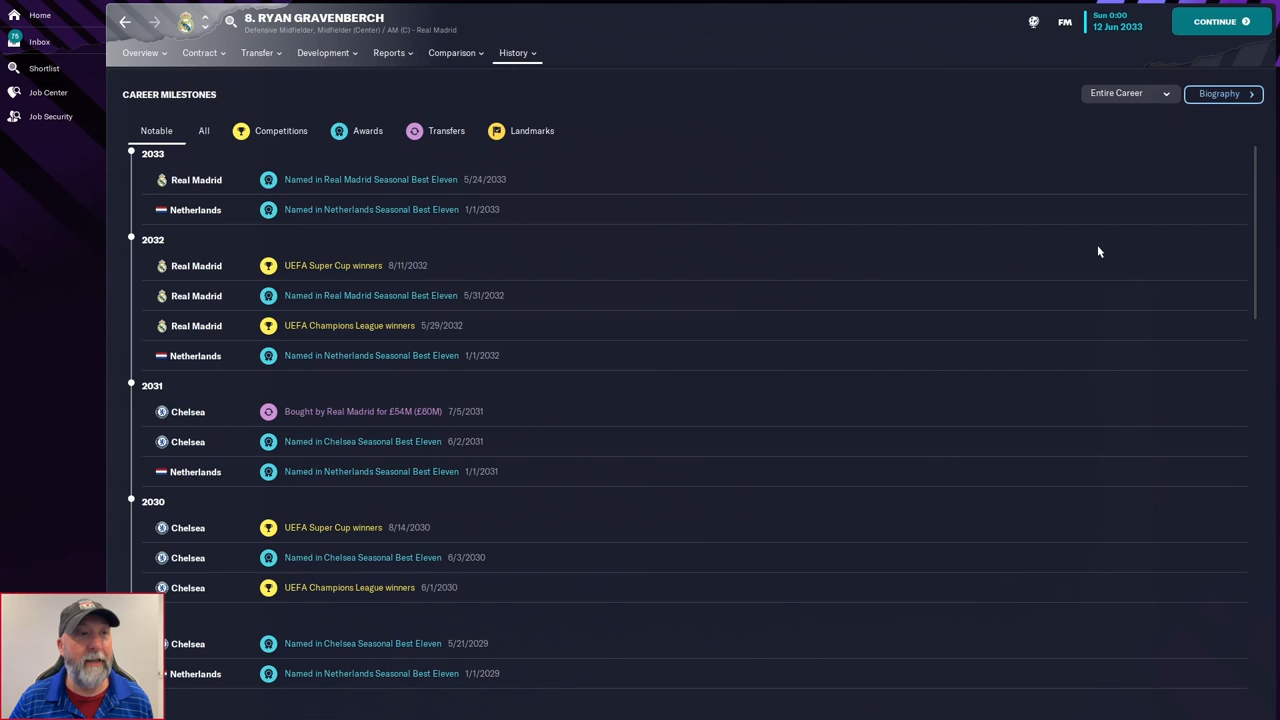 Home
8. RYAN GRAVENBERCH
Defensive Midfielder, Midfielder (Center) / AM (C) - Real Madrid
FM
Sun 0:00
12 Jun 2033
CONTINUE
75
Inbox
Overview
Contract
Transfer
Development
Reports
Comparison
History
Shortlist
Job Center
Job Security
CAREER MILESTONES
Entire Career
Biography
Notable
All
Competitions
Awards
Transfers
Landmarks
2033
Real Madrid Named in Real Madrid Seasonal Best Eleven 5/24/2033
Netherlands Named in Netherlands Seasonal Best Eleven 1/1/2033
2032
Real Madrid UEFA Super Cup winners 8/11/2032
Real Madrid Named in Real Madrid Seasonal Best Eleven 5/31/2032
Real Madrid UEFA Champions League winners 5/29/2032
Netherlands Named in Netherlands Seasonal Best Eleven 1/1/2032
2031
Chelsea Bought by Real Madrid for £54M (£60M) 7/5/2031
Chelsea Named in Chelsea Seasonal Best Eleven 6/2/2031
Netherlands Named in Netherlands Seasonal Best Eleven 1/1/2031
2030
Chelsea UEFA Super Cup winners 8/14/2030
Chelsea Named in Chelsea Seasonal Best Eleven 6/3/2030
Chelsea UEFA Champions League winners 6/1/2030
Chelsea Named in Chelsea Seasonal Best Eleven 5/21/2029
Netherlands Named in Netherlands Seasonal Best Eleven 1/1/2029